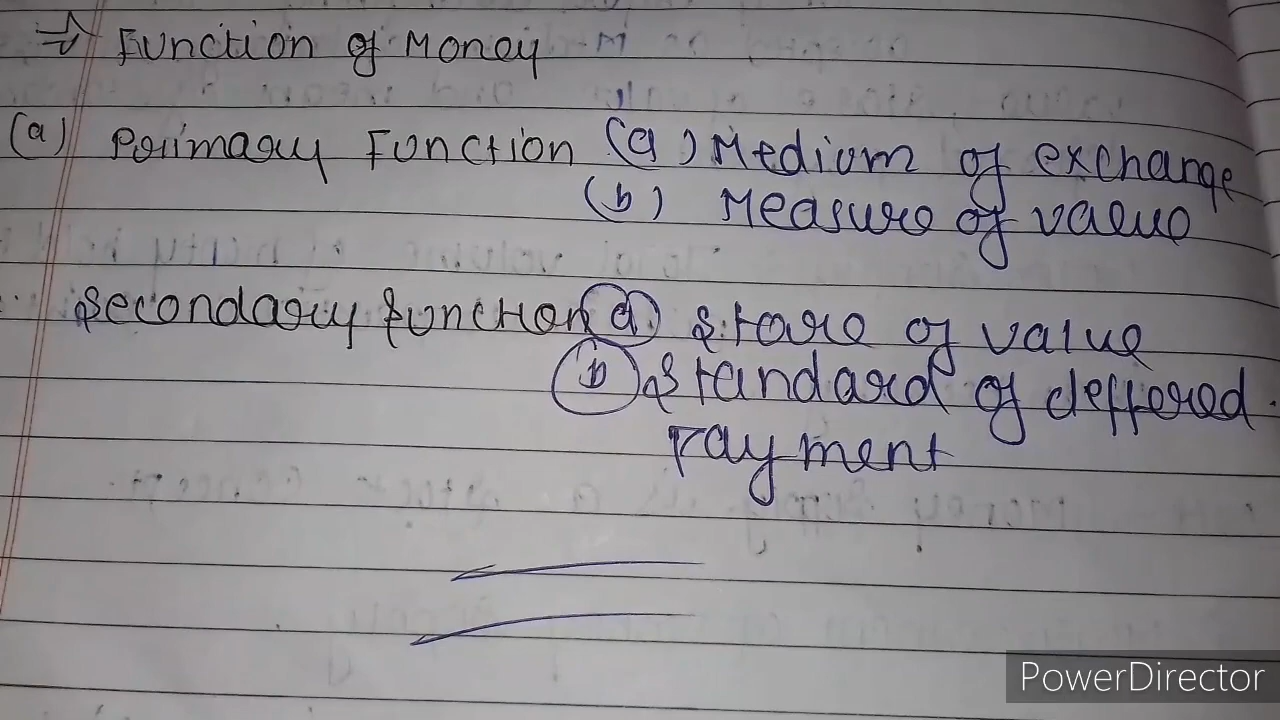 ⇒ Function of Money
(a) Primary Function (a) Medium of exchange
(b) Measure of value
Secondary function (a) Store of value
(b) Standard of deffered
Payment
PowerDirector